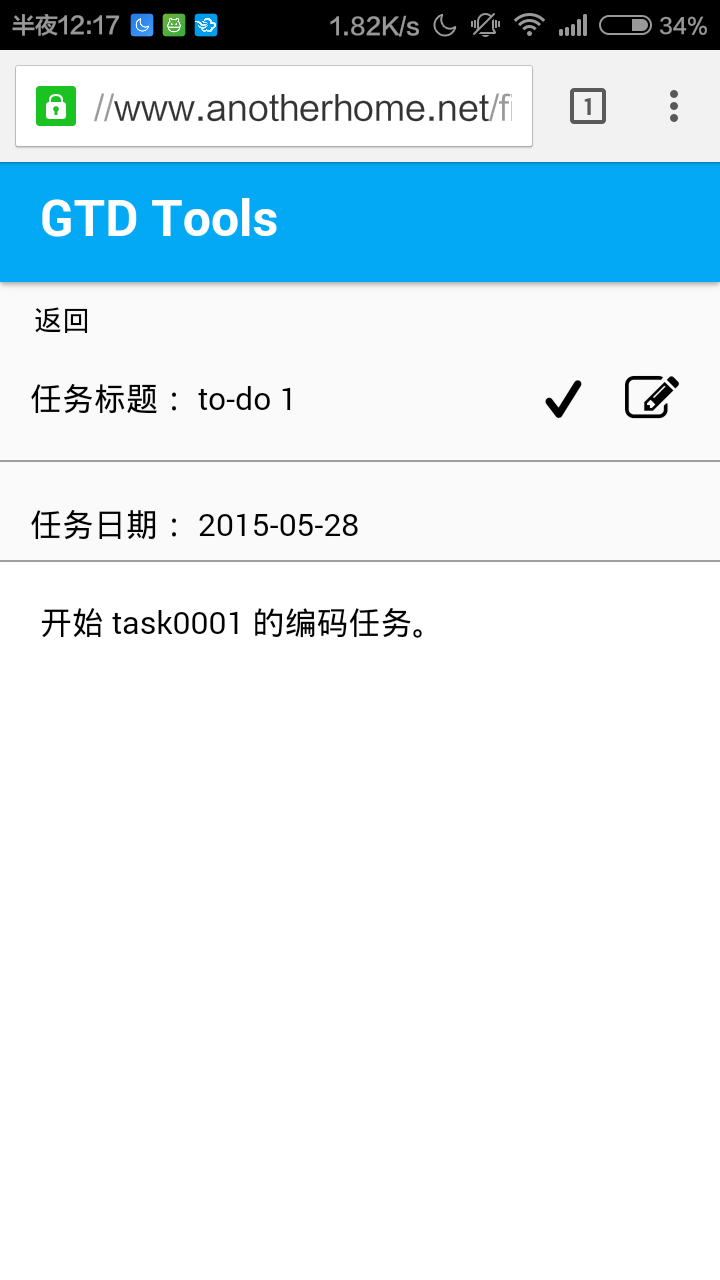 半夜12:17 1.82K/s 34%
//www.anotherhome.net/f 1
GTD Tools
返回
任务标题： to-do 1
任务日期： 2015-05-28
开始 task0001 的编码任务。